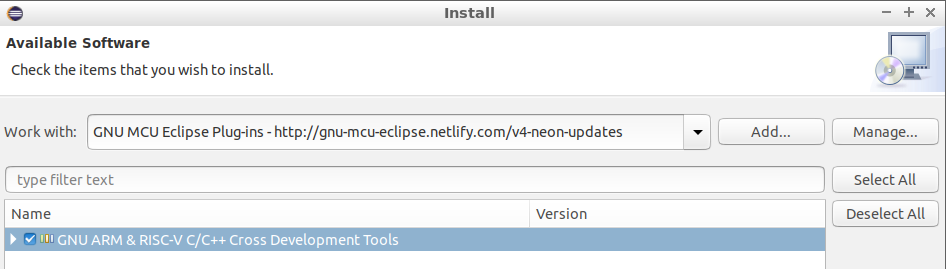 Install
Available Software
Check the items that you wish to install.
Work with: GNU MCU Eclipse Plug-ins - http://gnu-mcu-eclipse.netlify.com/v4-neon-updates Add... Manage...
type filter text Select All
Name Version Deselect All
GNU ARM & RISC-V C/C++ Cross Development Tools